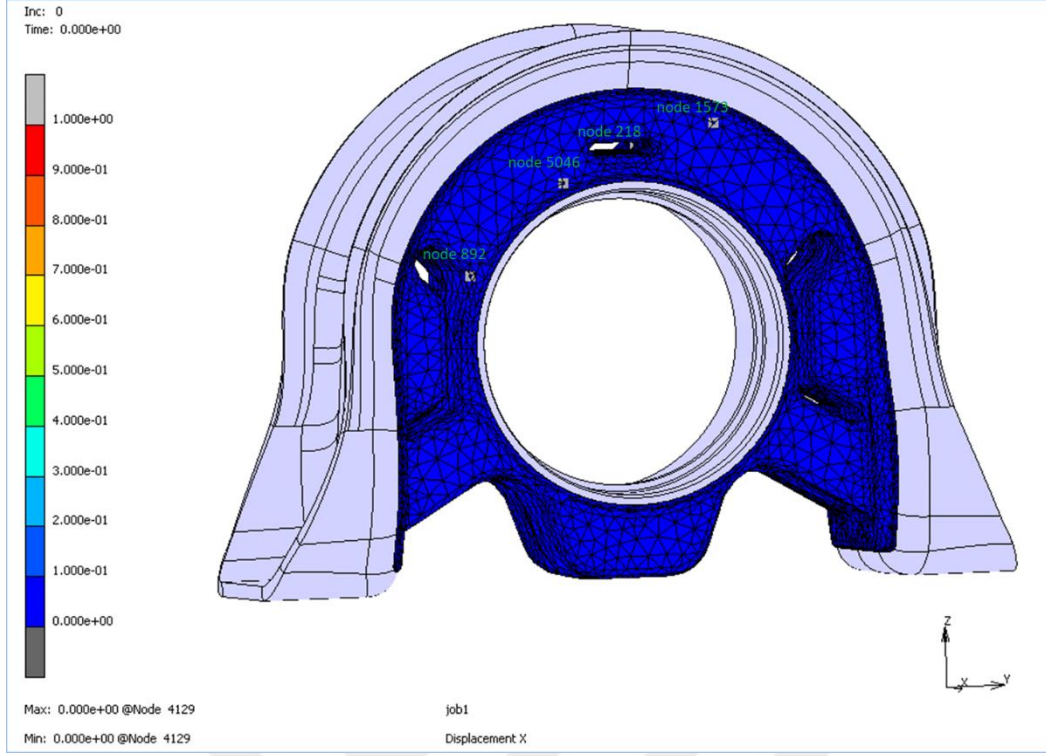 Inc: 0
Time: 0.000e+00
1.000e+00
9.000e-01
8.000e-01
7.000e-01
6.000e-01
5.000e-01
4.000e-01
3.000e-01
2.000e-01
1.000e-01
0.000e+00
node 1573
node 218
node 5046
node 892
Z
X
Y
Max: 0.000e+00 @Node 4129
job1
Min: 0.000e+00 @Node 4129
Displacement X